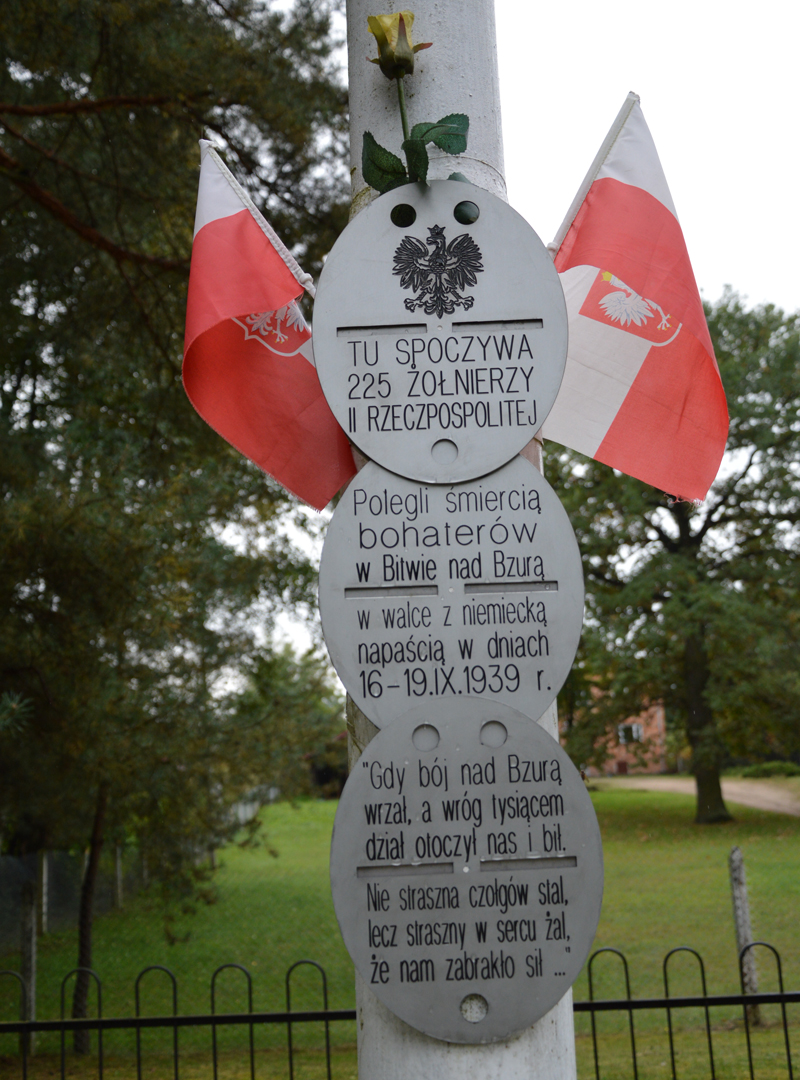 TU SPOCZYWA
225 ŻOŁNIERZY
II RZECZPOSPOLITEJ
Polegli śmiercią
bohaterów
w Bitwie nad Bzurą
w walce z niemiecką
napaścią w dniach
16-19.IX.1939 r.
"Gdy bój nad Bzurą
wrzał, a wróg tysiącem
dział otoczył nas i bił.
Nie straszna czołgów stal,
lecz straszny w sercu żal,
że nam zabrakło sił ..."